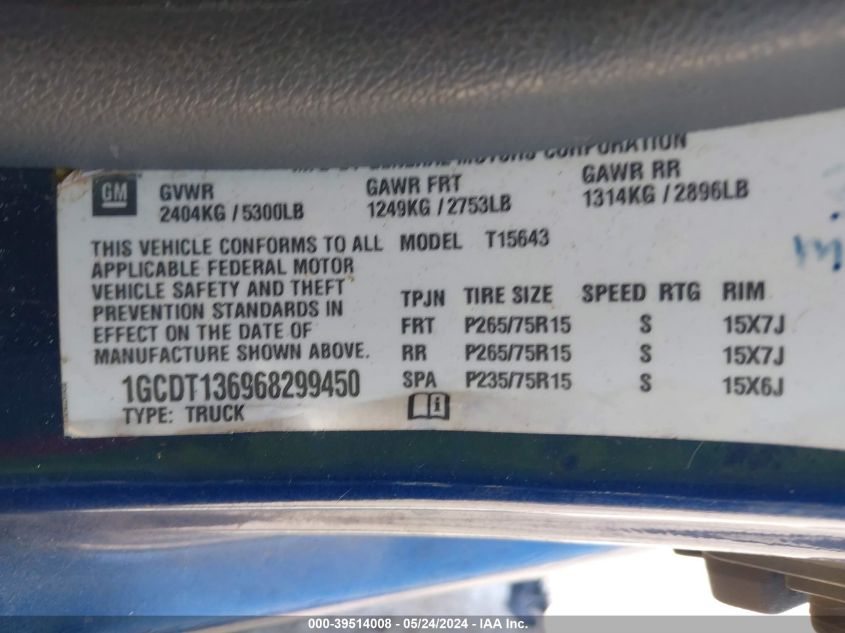 GENERAL MOTORS CORPORATION
GM
GVWR GAWR FRT GAWR RR
2404KG / 5300LB 1249KG / 2753LB 1314KG / 2896LB
THIS VEHICLE CONFORMS TO ALL
APPLICABLE FEDERAL MOTOR
VEHICLE SAFETY AND THEFT
PREVENTION STANDARDS IN
EFFECT ON THE DATE OF
MANUFACTURE SHOWN ABOVE.
1GCDT136968299450
TYPE: TRUCK
MODEL T15643
TPJN TIRE SIZE SPEED RTG RIM
FRT P265/75R15 S 15X7J
RR P265/75R15 S 15X7J
SPA P235/75R15 S 15X6J
i
000-39514008 - 05/24/2024 - IAA Inc.